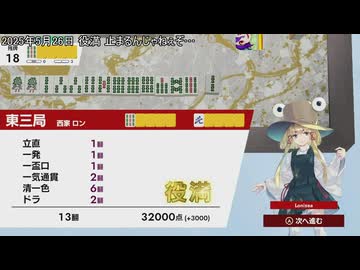 2025年5月26日 役満 止まるんじゃねぇぞ…
残牌
18
東三局 西家 ロン
立直 1翻
一発 1翻
一盃口 1翻
一気通貫 2翻
清一色 6翻
ドラ 2翻
役満
13翻 32000点 (+3000)
Lonisea
A 次へ進む